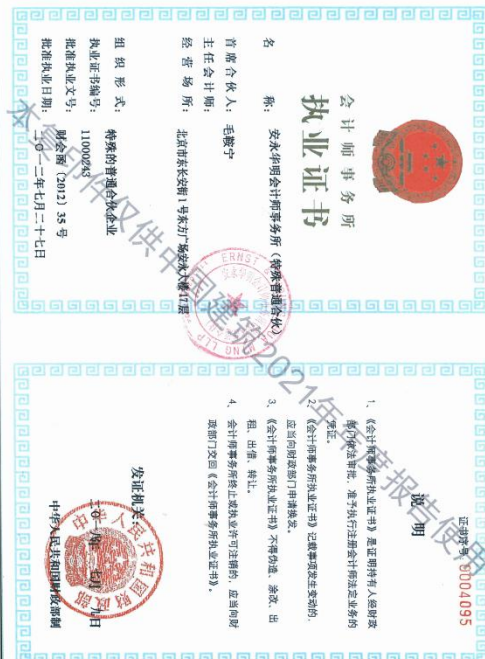 会计师事务所
执业证书
名 称： 安永华明会计师事务所（特殊普通合伙）
首席合伙人： 毛鞍宁
主任会计师：
经 营 场 所： 北京市东长安街1号东方广场安永大楼17层
组 织 形 式： 特殊的普通合伙企业
执业证书编号： 11000243
批准执业文号： 财会函（2012）35号
批准执业日期： 二〇一二年七月二十七日
证书序号：0004095
说 明
1、 《会计师事务所执业证书》是证明持有人经财政
部门依法审批，准予执行注册会计师法定业务的
凭证。
2、 《会计师事务所执业证书》记载事项发生变动的，
应当向财政部门申请换发。
3、 《会计师事务所执业证书》不得伪造、涂改、出
租、出借、转让。
4、 会计师事务所终止或执业许可注销的，应当向财
政部门交回《会计师事务所执业证书》。
发证机关：
中华人民共和国财政部制
中华人民共和国财政部
本复印件仅供中国建筑2021年年度报告使用